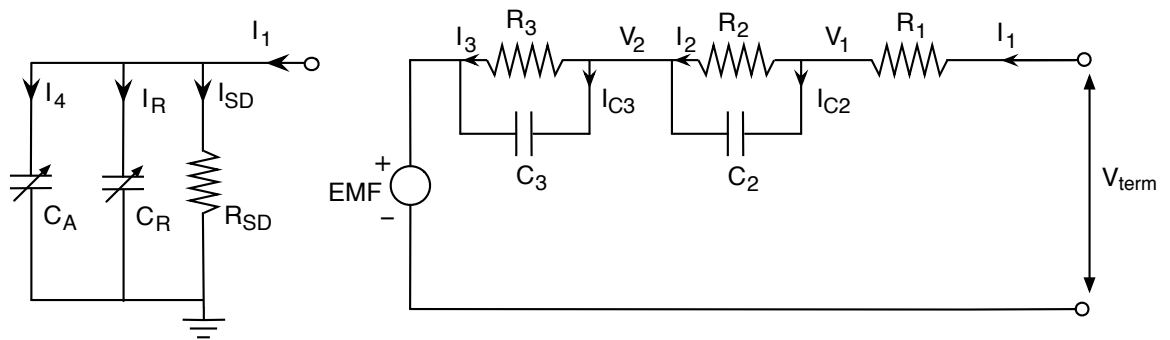 I1
I4
IR
ISD
CA
CR
RSD
I3
R3
V2
I2
R2
V1
R1
I1
IC3
IC2
C3
C2
+
EMF
−
Vterm